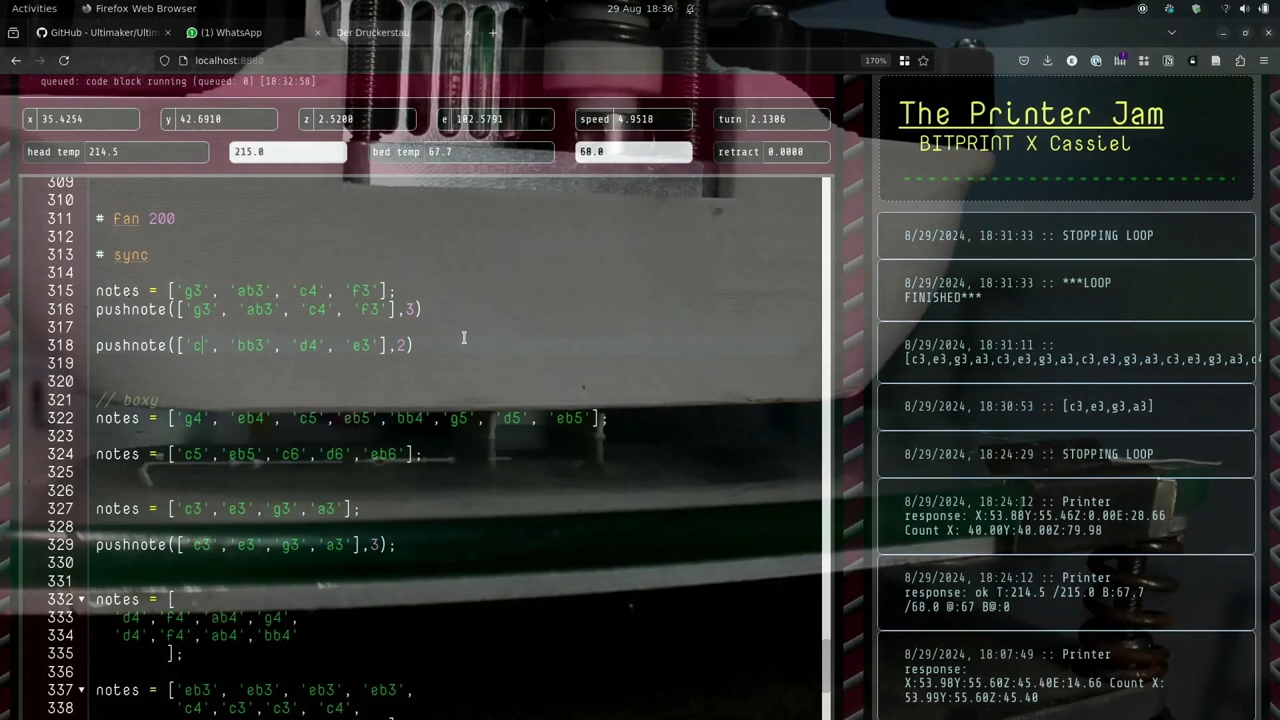 Activities
Firefox Web Browser
29 Aug 18:36
GitHub - Ultimaker/Ultim
WhatsApp
Der Druckerstau
localhost:8888
170%
queued: code block running (queued: 0) [18:32:58]
x 35.4254
y 42.6910
z 2.5200
e 102.5791
speed 4.9518
turn 2.1306
head temp 214.5
215.0
bed temp 67.7
68.0
retract 0.0000
309
310
311 # fan 200
312
313 # sync
314
315 notes = ['g3', 'ab3', 'c4', 'f3'];
316 pushnote(['g3', 'ab3', 'c4', 'f3'],3)
317
318 pushnote(['c', 'bb3', 'd4', 'e3'],2)
319
320
321 // boxy
322 notes = ['g4', 'eb4', 'c5', 'eb5', 'bb4', 'g5', 'd5', 'eb5'];
323
324 notes = ['c5','eb5','c6','d6','eb6'];
325
326
327 notes = ['c3','e3','g3','a3'];
328
329 pushnote(['c3','e3','g3','a3'],3);
330
331
332 notes = [
333 'd4','f4','ab4','g4',
334 'd4','f4','ab4','bb4'
335 ];
336
337 notes = ['eb3', 'eb3', 'eb3', 'eb3',
338 'c4','c3','c3', 'c4',
The Printer Jam
BITPRINT X Cassiel
8/29/2024, 18:31:33 :: STOPPING LOOP
8/29/2024, 18:31:33 :: ***LOOP
FINISHED***
8/29/2024, 18:31:11 ::
[c3,e3,g3,a3,c3,e3,g3,a3,c3,e3,g3,a3,c3,e3,g3,a3,c
8/29/2024, 18:30:53 :: [c3,e3,g3,a3]
8/29/2024, 18:24:29 :: STOPPING LOOP
8/29/2024, 18:24:12 :: Printer
response: X:53.88Y:55.46Z:0.00E:28.66
Count X: 40.00Y:40.00Z:79.98
8/29/2024, 18:24:12 :: Printer
response: ok T:214.5 /215.0 B:67.7
/68.0 @:67 B@:0
8/29/2024, 18:07:49 :: Printer
response:
X:53.98Y:55.60Z:45.40E:14.66 Count X:
53.99Y:55.60Z:45.40